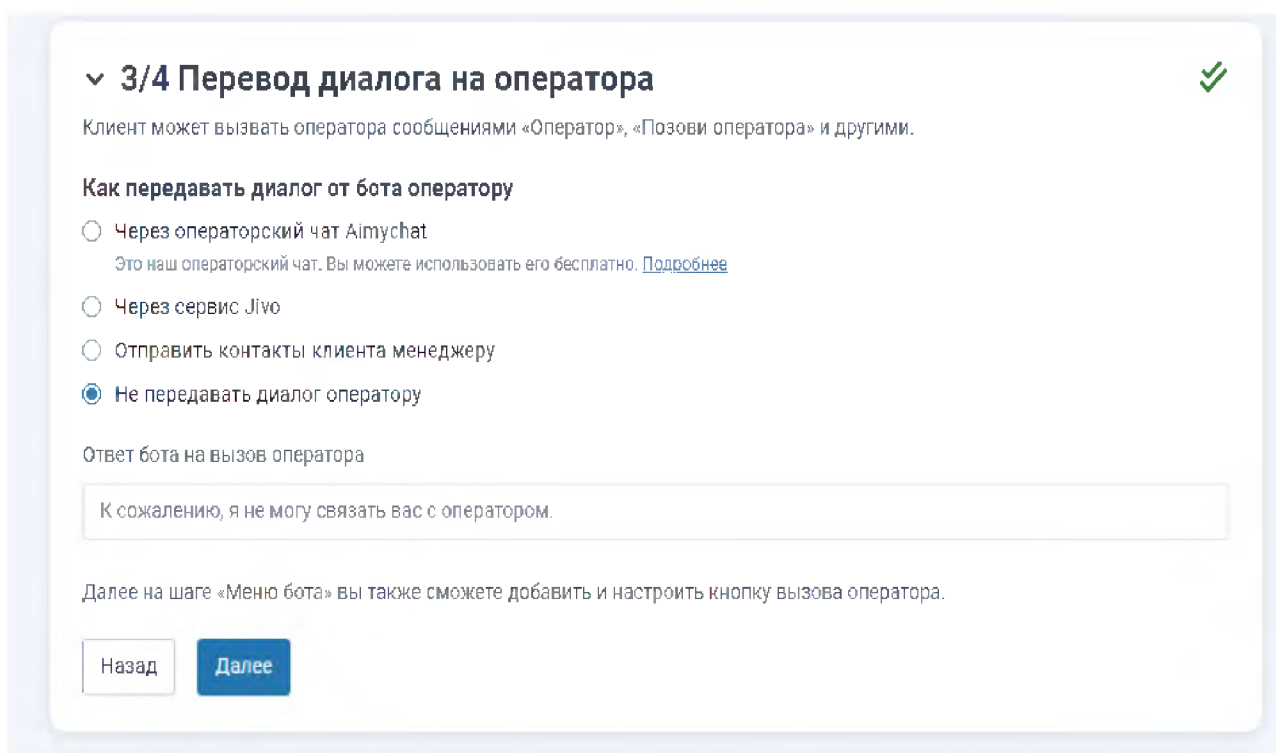 3/4 Перевод диалога на оператора
Клиент может вызвать оператора сообщениями «Оператор», «Позови оператора» и другими.
Как передавать диалог от бота оператору
Через операторский чат Aimychat
Это наш операторский чат. Вы можете использовать его бесплатно. Подробнее
Через сервис Jivo
Отправить контакты клиента менеджеру
Не передавать диалог оператору
Ответ бота на вызов оператора
К сожалению, я не могу связать вас с оператором.
Далее на шаге «Меню бота» вы также сможете добавить и настроить кнопку вызова оператора.
Назад Далее